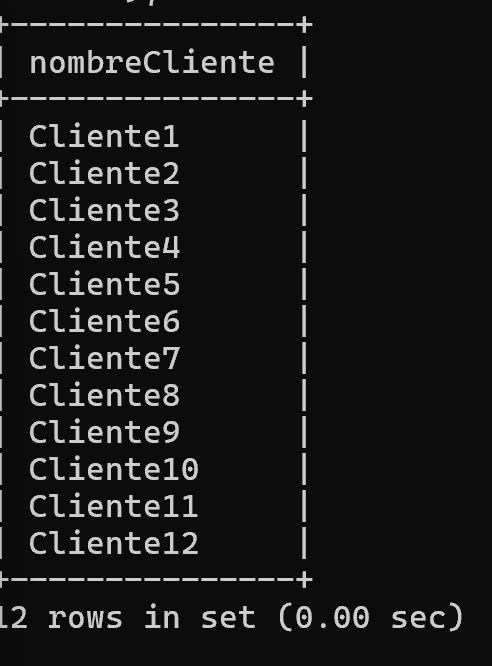 +---------------+
| nombreCliente |
+---------------+
| Cliente1      |
| Cliente2      |
| Cliente3      |
| Cliente4      |
| Cliente5      |
| Cliente6      |
| Cliente7      |
| Cliente8      |
| Cliente9      |
| Cliente10     |
| Cliente11     |
| Cliente12     |
+---------------+
12 rows in set (0.00 sec)